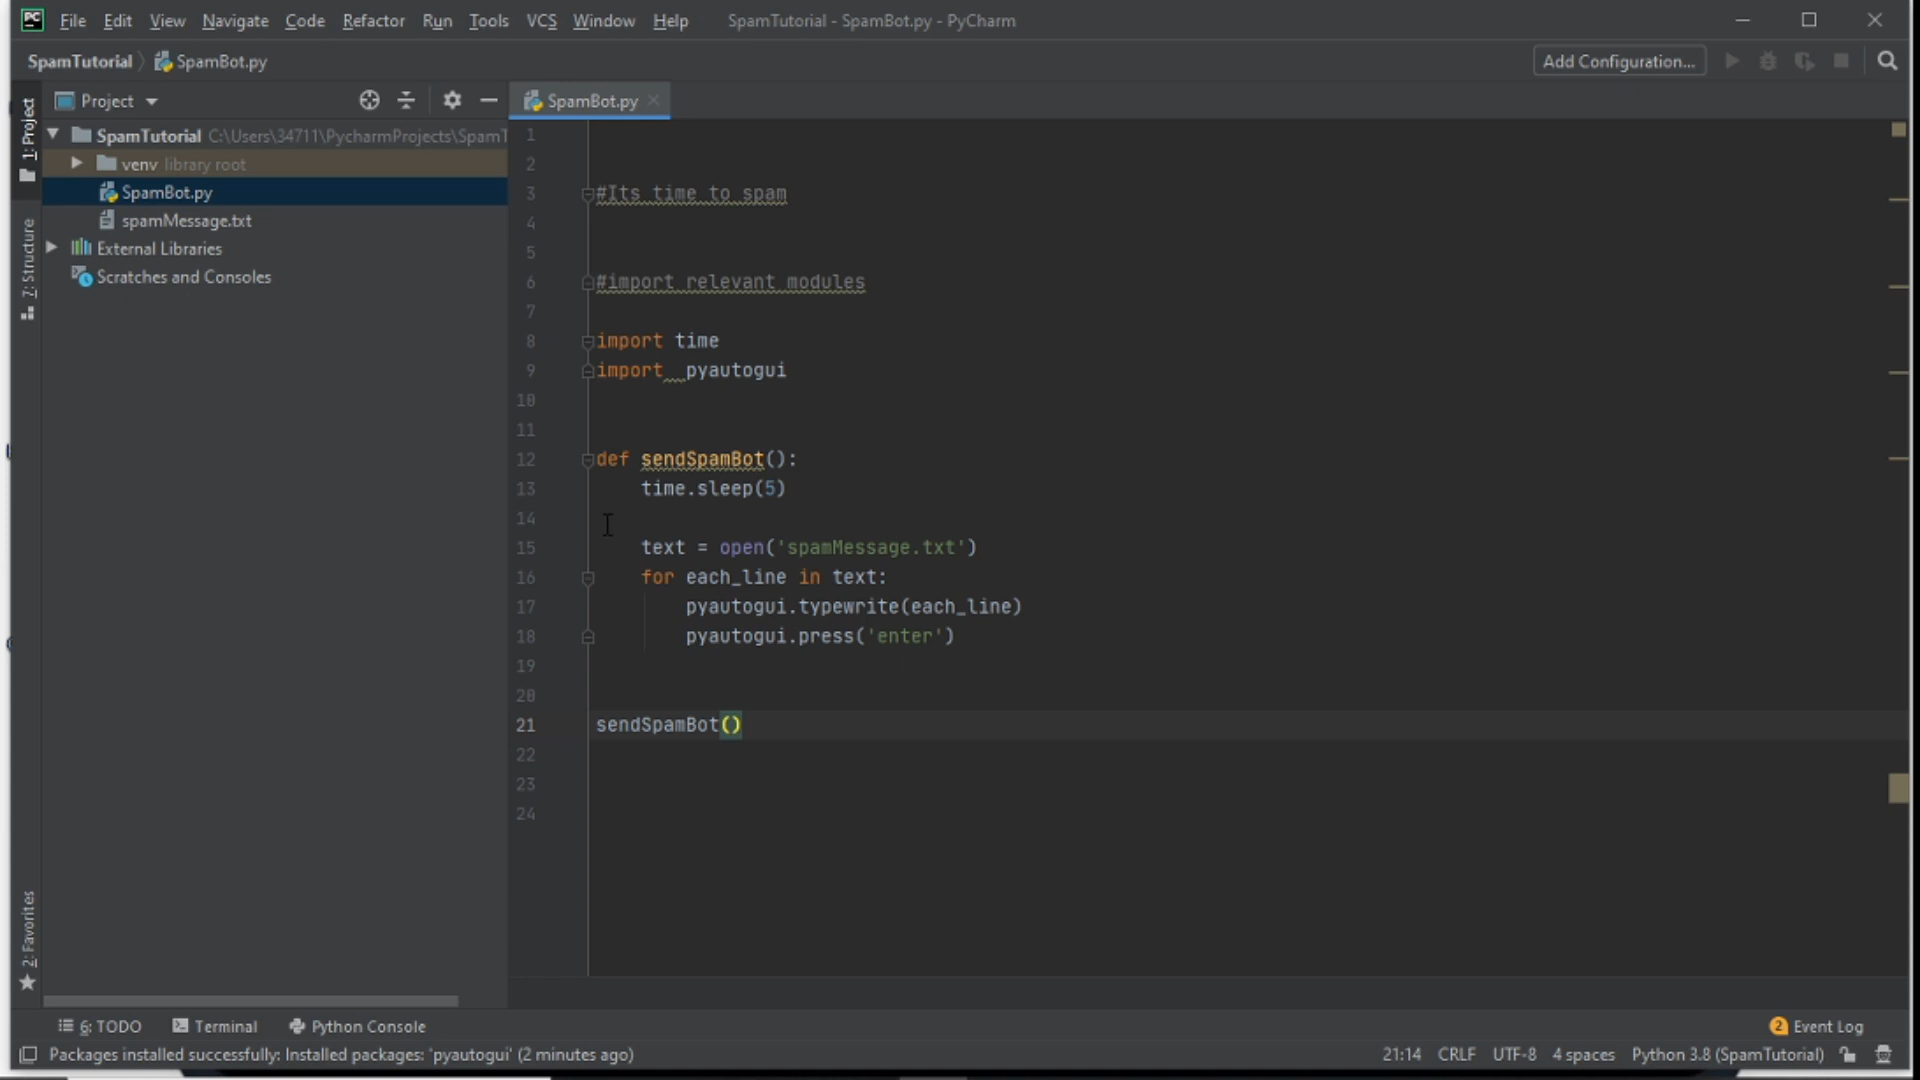 PC File Edit View Navigate Code Refactor Run Tools VCS Window Help SpamTutorial - SpamBot.py - PyCharm
SpamTutorial SpamBot.py Add Configuration...
1: Project
Project
SpamBot.py
SpamTutorial C:\Users\34711\PycharmProjects\SpamT
venv library root
SpamBot.py
spamMessage.txt
External Libraries
Scratches and Consoles
7: Structure
2: Favorites
1
2
3 #Its time to spam
4
5
6 #import relevant modules
7
8 import time
9 import  pyautogui
10
11
12 def sendSpamBot():
13     time.sleep(5)
14
15     text = open('spamMessage.txt')
16     for each_line in text:
17         pyautogui.typewrite(each_line)
18         pyautogui.press('enter')
19
20
21 sendSpamBot()
22
23
24
6: TODO Terminal Python Console 2 Event Log
Packages installed successfully: Installed packages: 'pyautogui' (2 minutes ago) 21:14 CRLF UTF-8 4 spaces Python 3.8 (SpamTutorial)